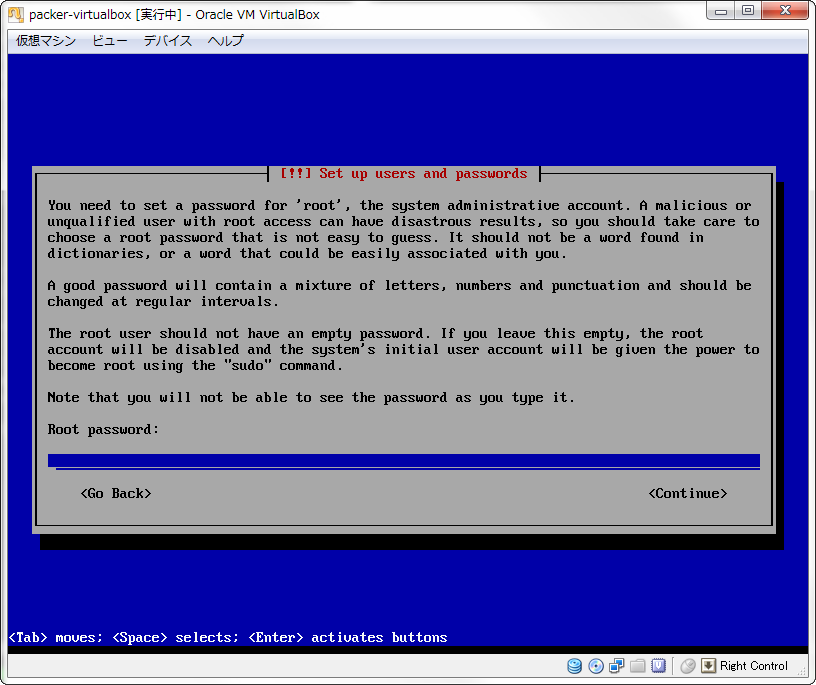 packer-virtualbox [実行中] - Oracle VM VirtualBox
仮想マシン ビュー デバイス ヘルプ
[!!] Set up users and passwords
You need to set a password for 'root', the system administrative account. A malicious or
unqualified user with root access can have disastrous results, so you should take care to
choose a root password that is not easy to guess. It should not be a word found in
dictionaries, or a word that could be easily associated with you.
A good password will contain a mixture of letters, numbers and punctuation and should be
changed at regular intervals.
The root user should not have an empty password. If you leave this empty, the root
account will be disabled and the system's initial user account will be given the power to
become root using the "sudo" command.
Note that you will not be able to see the password as you type it.
Root password:
<Go Back> <Continue>
<Tab> moves; <Space> selects; <Enter> activates buttons
Right Control